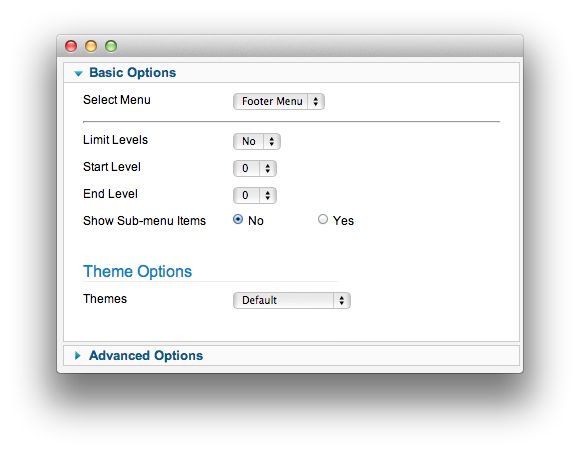 Basic Options
Select Menu Footer Menu
Limit Levels No
Start Level 0
End Level 0
Show Sub-menu Items No Yes
Theme Options
Themes Default
Advanced Options